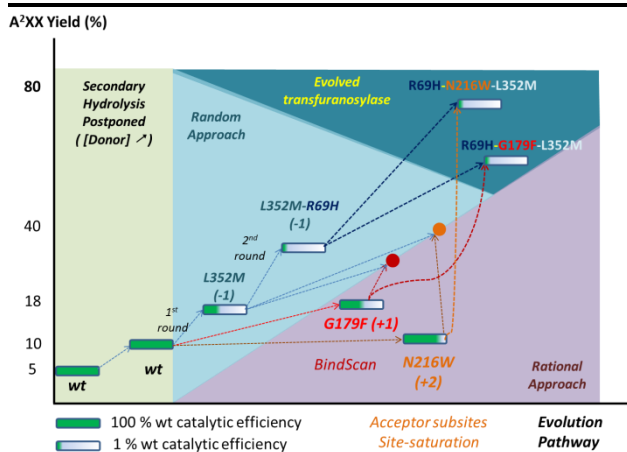 A²XX Yield (%)
80
40
18
10
5
Secondary
Hydrolysis
Postponed
( [Donor] ↗ )
Random
Approach
Evolved
transfuranosylase
R69H-N216W-L352M
R69H-G179F-L352M
L352M-R69H
(-1)
2nd
round
L352M
(-1)
1st
round
wt
wt
G179F (+1)
BindScan
N216W
(+2)
Rational
Approach
100 % wt catalytic efficiency
1 % wt catalytic efficiency
Acceptor subsites
Site-saturation
Evolution
Pathway